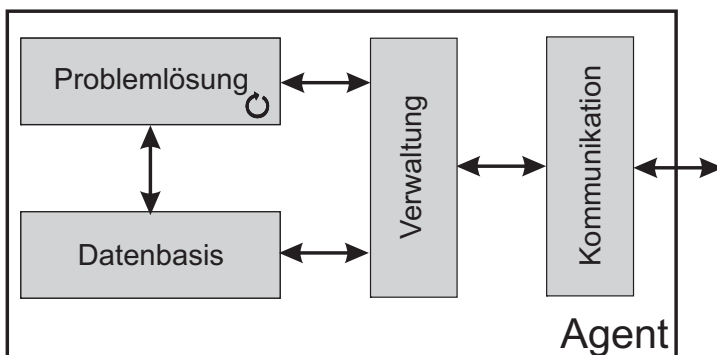 Problemlösung
Datenbasis
Verwaltung
Kommunikation
Agent